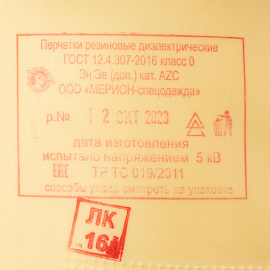 Перчатки резиновые диэлектрические
ГОСТ 12.4.307-2016 класс 0
Эн Эв (доп.) кат. AZC
ООО «МЕРИОН-спецодежда»
р.№ 12 ОКТ 2023
дата изготовления
испытано напряжением 5 кВ
ЕАС ТР ТС 019/2011
способы ухода смотреть на упаковке
ЛК
16А